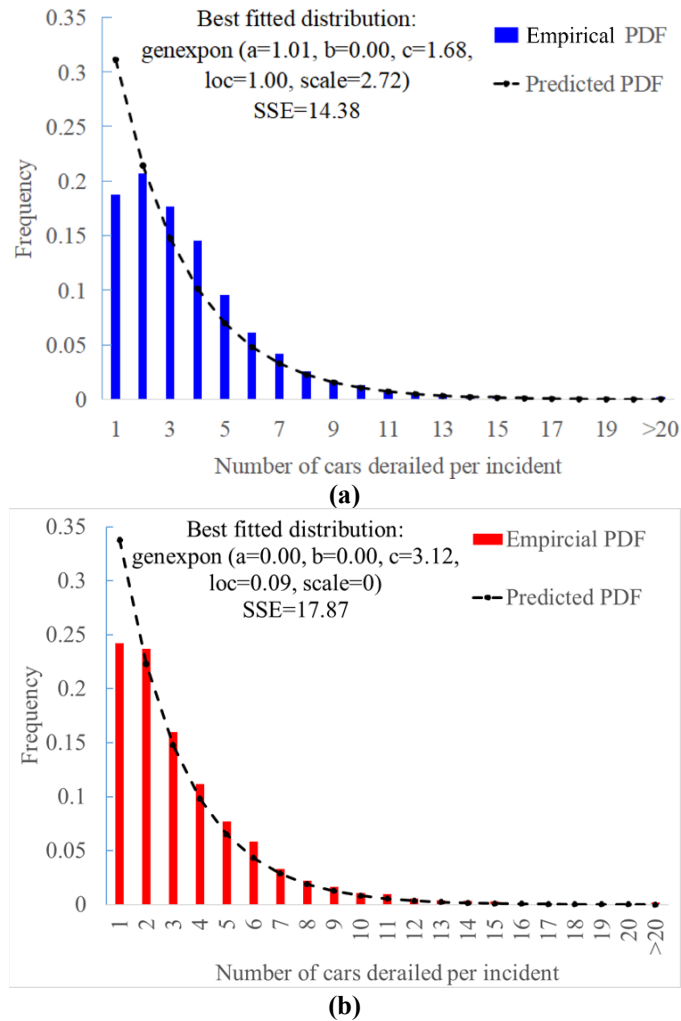 Best fitted distribution:
genexpon (a=1.01, b=0.00, c=1.68,
loc=1.00, scale=2.72)
SSE=14.38
Empirical PDF
Predicted PDF
Frequency
0.35
0.3
0.25
0.2
0.15
0.1
0.05
0
1 3 5 7 9 11 13 15 17 19 >20
Number of cars derailed per incident
(a)
Best fitted distribution:
genexpon (a=0.00, b=0.00, c=3.12,
loc=0.09, scale=0)
SSE=17.87
Empircial PDF
Predicted PDF
Frequency
0.35
0.3
0.25
0.2
0.15
0.1
0.05
0
1 2 3 4 5 6 7 8 9 10 11 12 13 14 15 16 17 18 19 20 >20
Number of cars derailed per incident
(b)